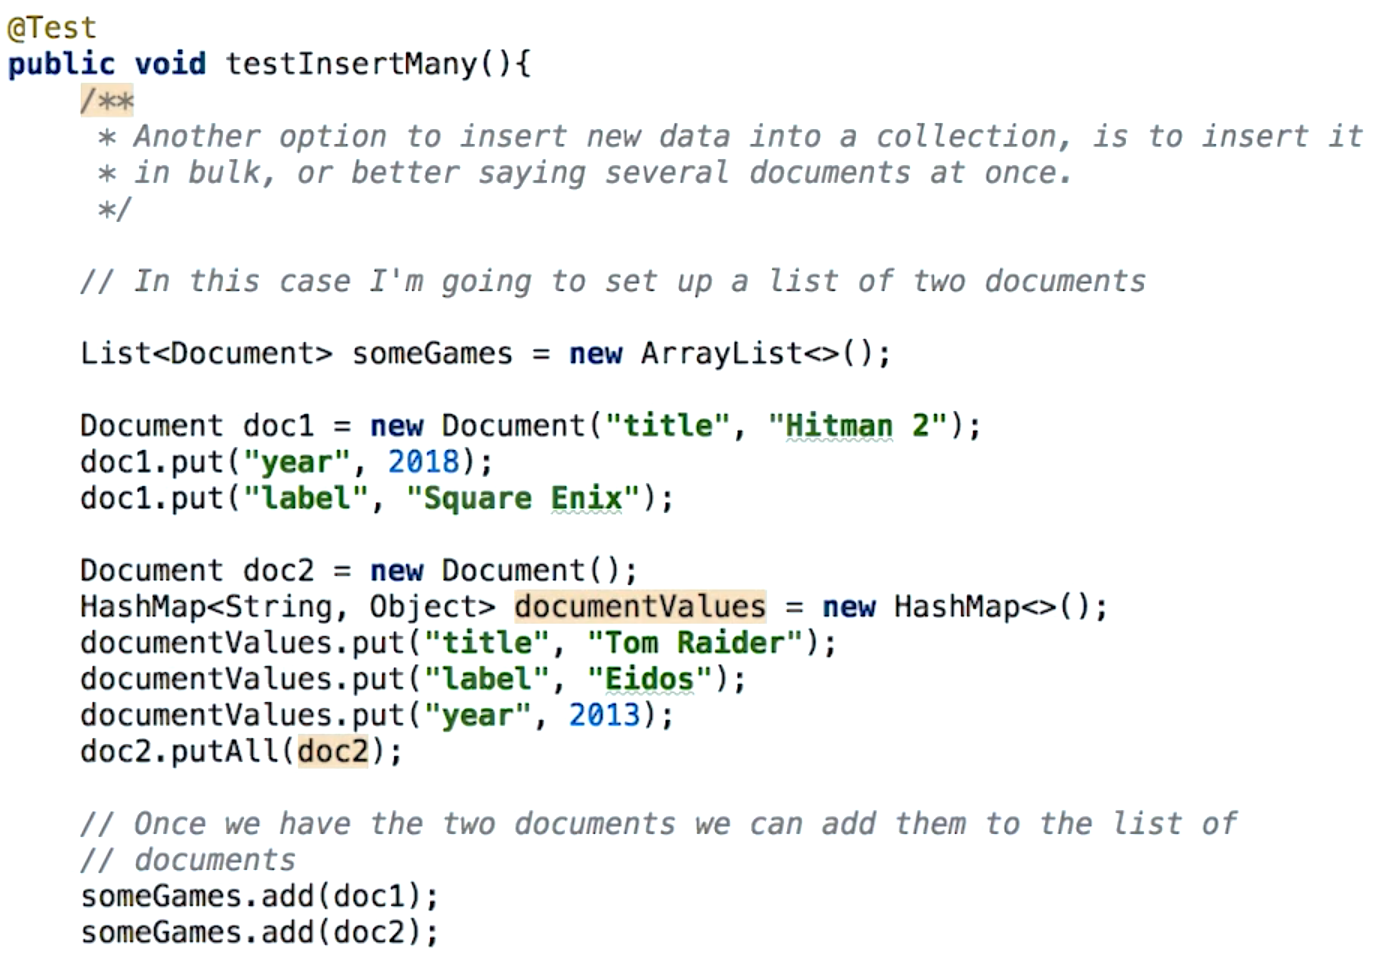 @Test
public void testInsertMany(){
/**
* Another option to insert new data into a collection, is to insert it
* in bulk, or better saying several documents at once.
*/
// In this case I'm going to set up a list of two documents
List<Document> someGames = new ArrayList<>();
Document doc1 = new Document("title", "Hitman 2");
doc1.put("year", 2018);
doc1.put("label", "Square Enix");
Document doc2 = new Document();
HashMap<String, Object> documentValues = new HashMap<>();
documentValues.put("title", "Tom Raider");
documentValues.put("label", "Eidos");
documentValues.put("year", 2013);
doc2.putAll(doc2);
// Once we have the two documents we can add them to the list of
// documents
someGames.add(doc1);
someGames.add(doc2);